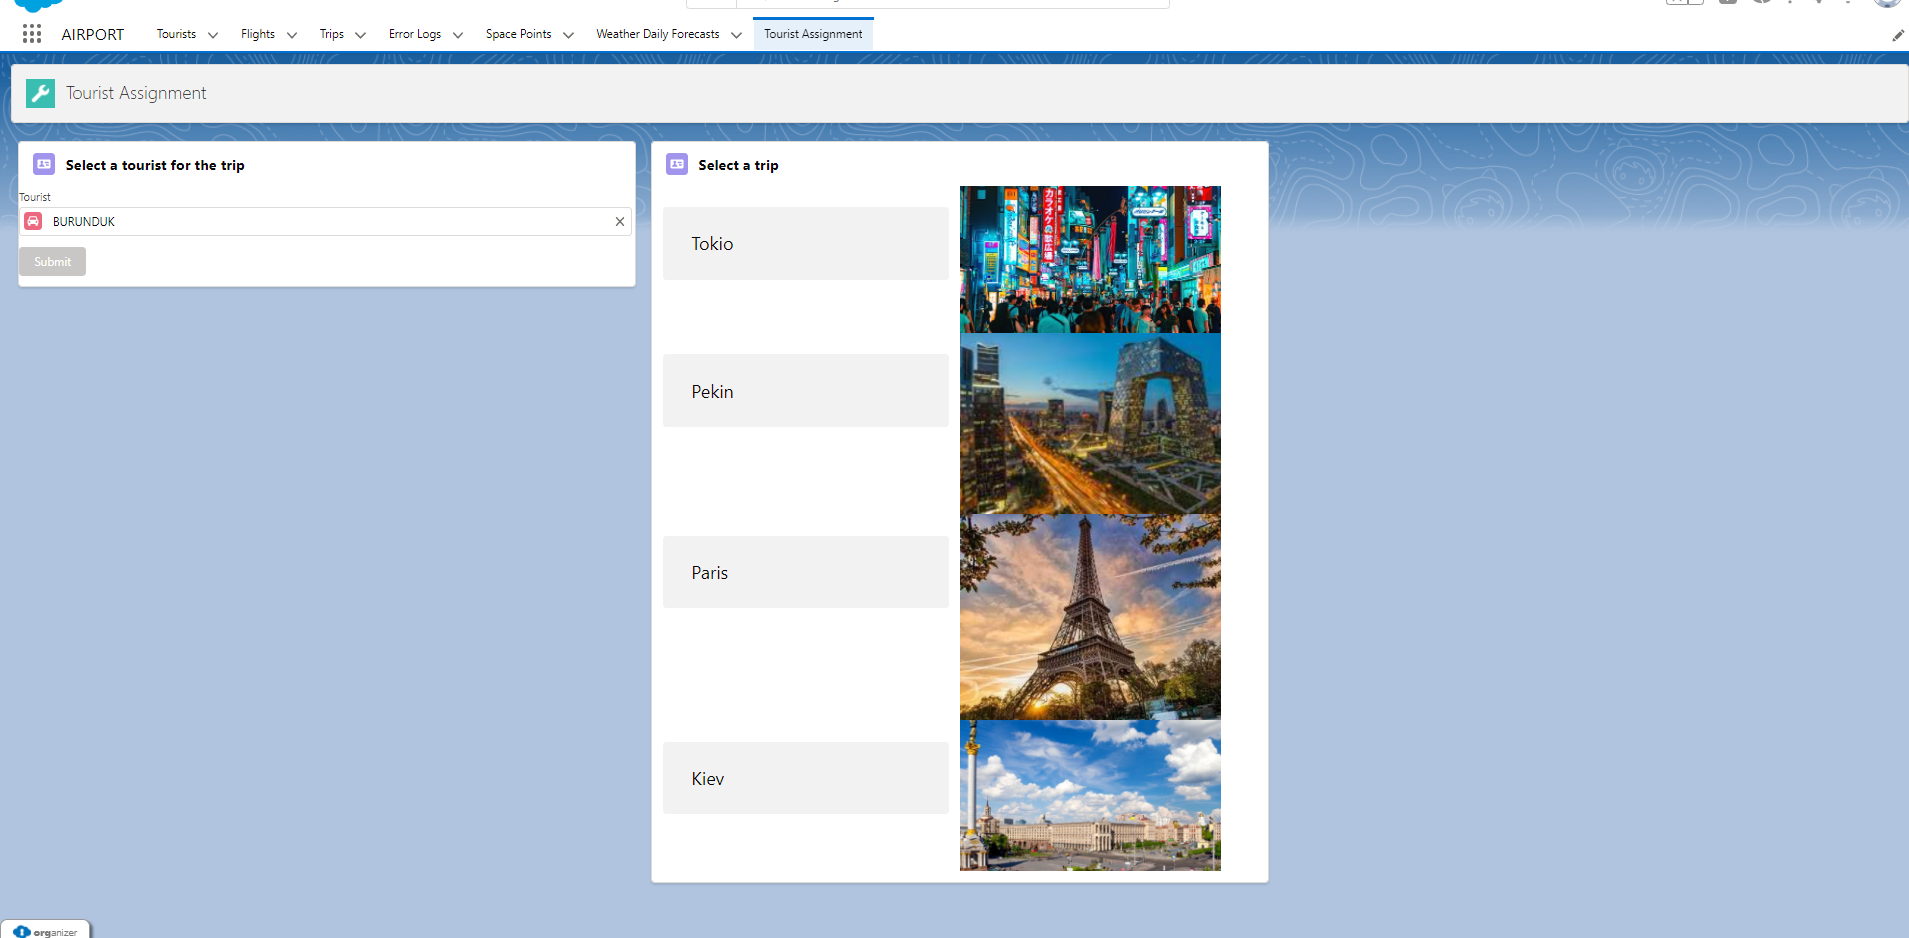 AIRPORT
Tourists
Flights
Trips
Error Logs
Space Points
Weather Daily Forecasts
Tourist Assignment
Tourist Assignment
Select a tourist for the trip
Tourist
BURUNDUK
Submit
Select a trip
Tokio
Pekin
Paris
Kiev
organizer